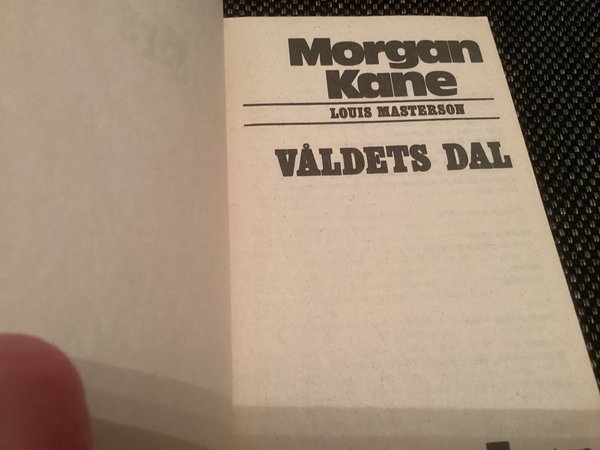 Morgan
Kane
LOUIS MASTERSON
VÅLDETS DAL